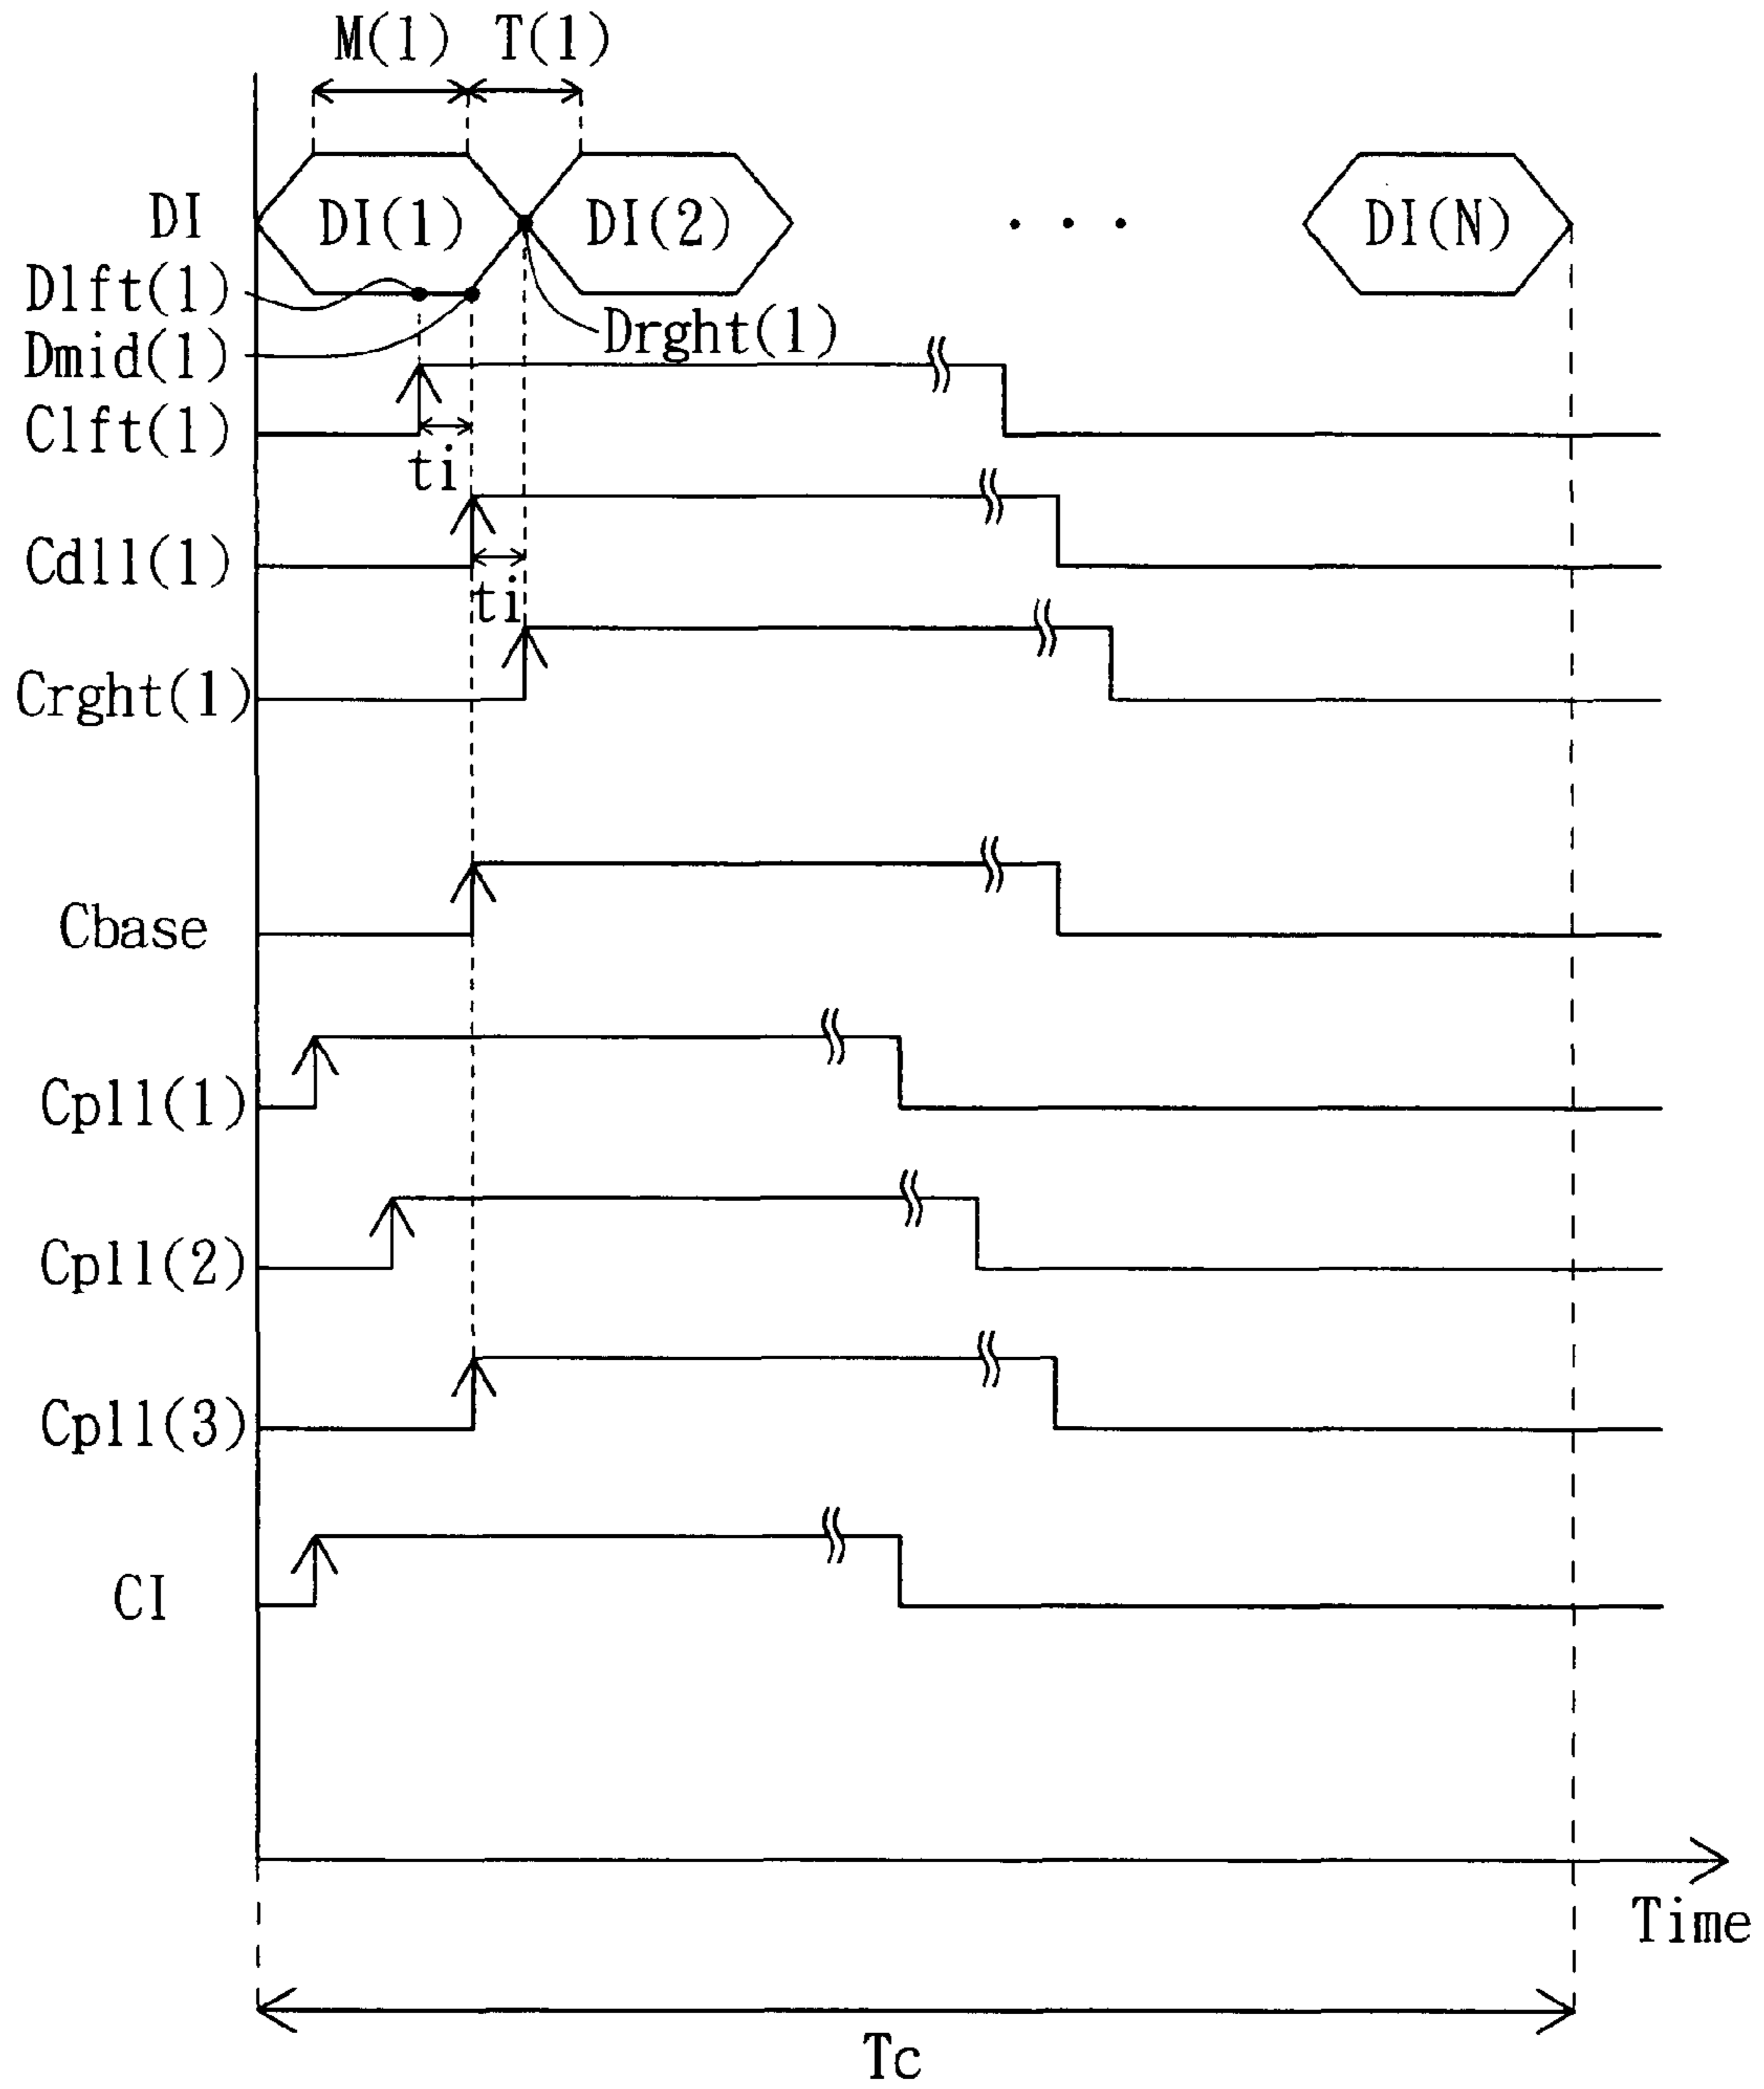 M(1) T(1)
DI DI(1) DI(2) . . . DI(N)
Dlft(1)
Drght(1)
Dmid(1)
Clft(1)
ti
Cdll(1)
ti
Crght(1)
Cbase
Cpll(1)
Cpll(2)
Cpll(3)
CI
Time
Tc